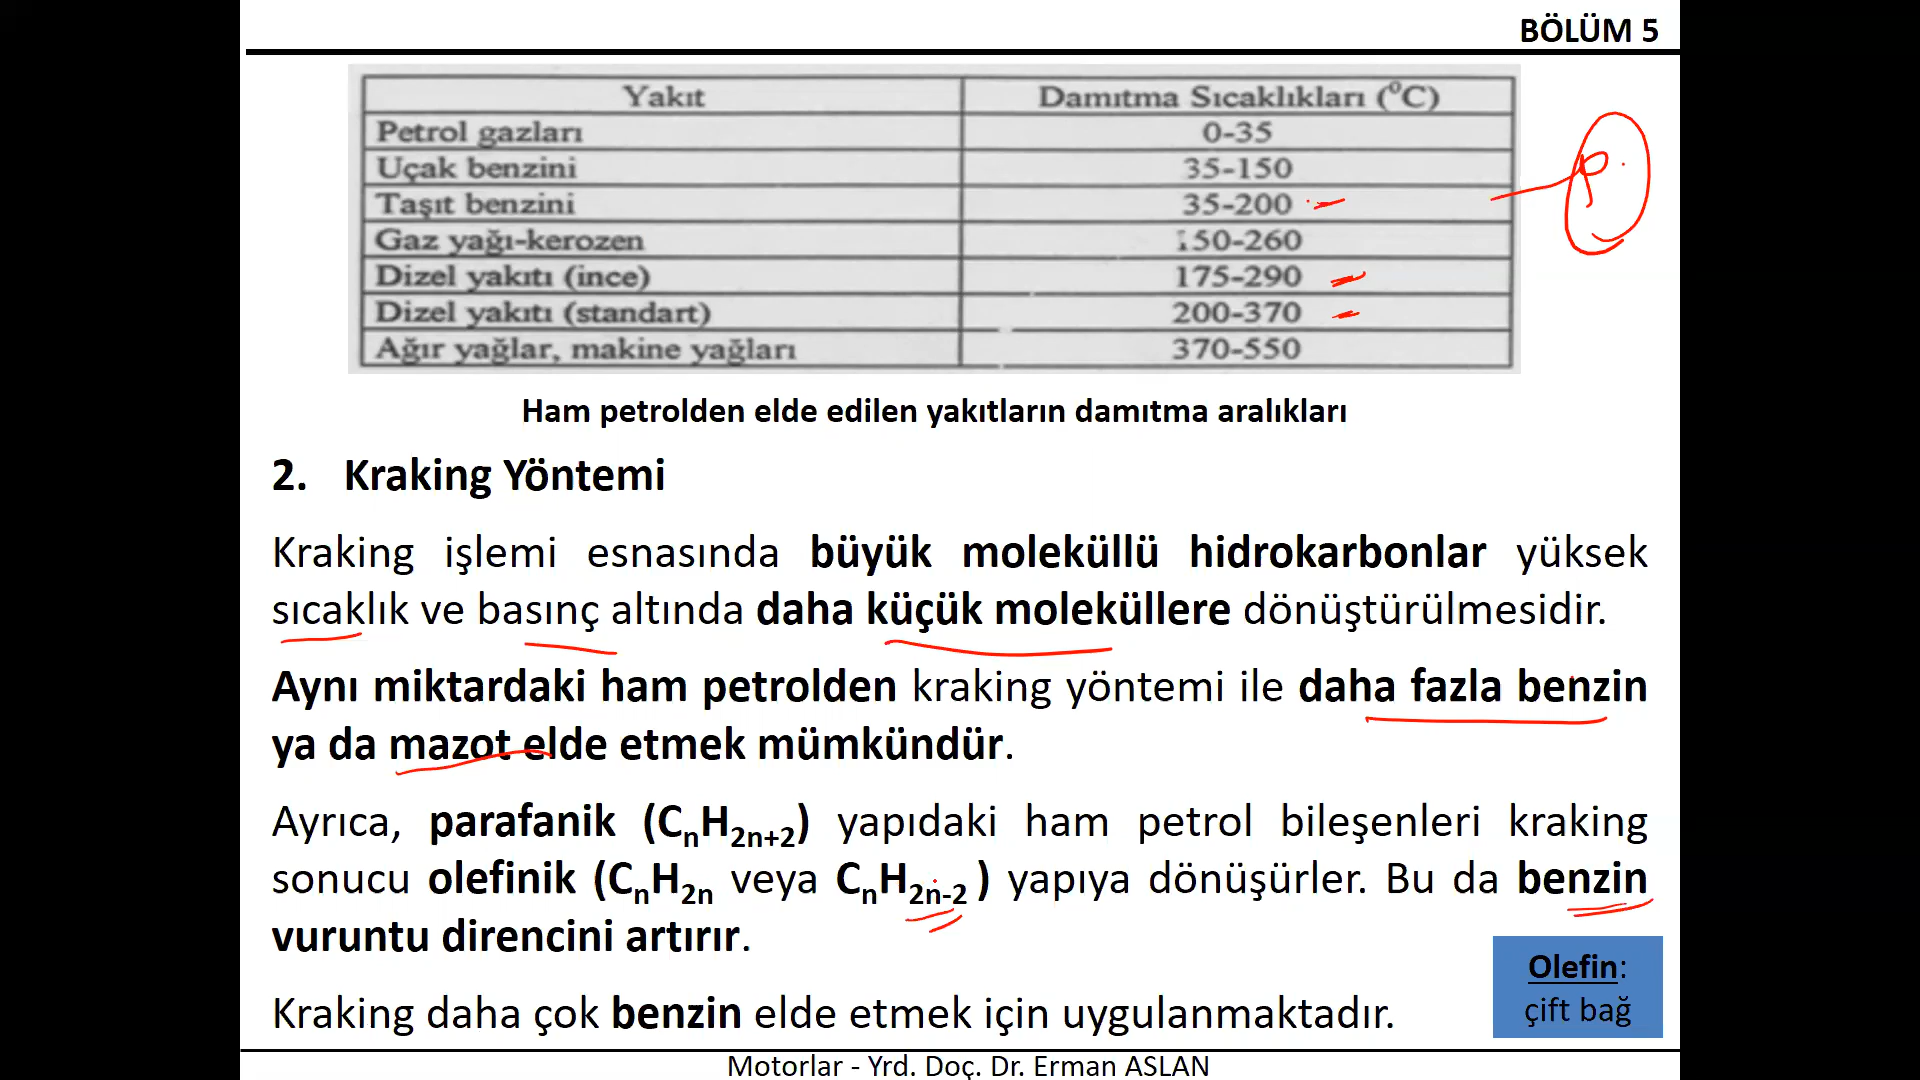 BÖLÜM 5
Yakıt Damıtma Sıcaklıkları (⁰C)
Petrol gazları 0-35
Uçak benzini 35-150
Taşıt benzini 35-200
Gaz yağı-kerozen 150-260
Dizel yakıtı (ince) 175-290
Dizel yakıtı (standart) 200-370
Ağır yağlar, makine yağları 370-550
Ham petrolden elde edilen yakıtların damıtma aralıkları
2. Kraking Yöntemi
Kraking işlemi esnasında büyük moleküllü hidrokarbonlar yüksek
sıcaklık ve basınç altında daha küçük moleküllere dönüştürülmesidir.
Aynı miktardaki ham petrolden kraking yöntemi ile daha fazla benzin
ya da mazot elde etmek mümkündür.
Ayrıca, parafanik (CnH2n+2) yapıdaki ham petrol bileşenleri kraking
sonucu olefinik (CnH2n veya CnH2n-2 ) yapıya dönüşürler. Bu da benzin
vuruntu direncini artırır.
Olefin:
çift bağ
Kraking daha çok benzin elde etmek için uygulanmaktadır.
Motorlar - Yrd. Doç. Dr. Erman ASLAN